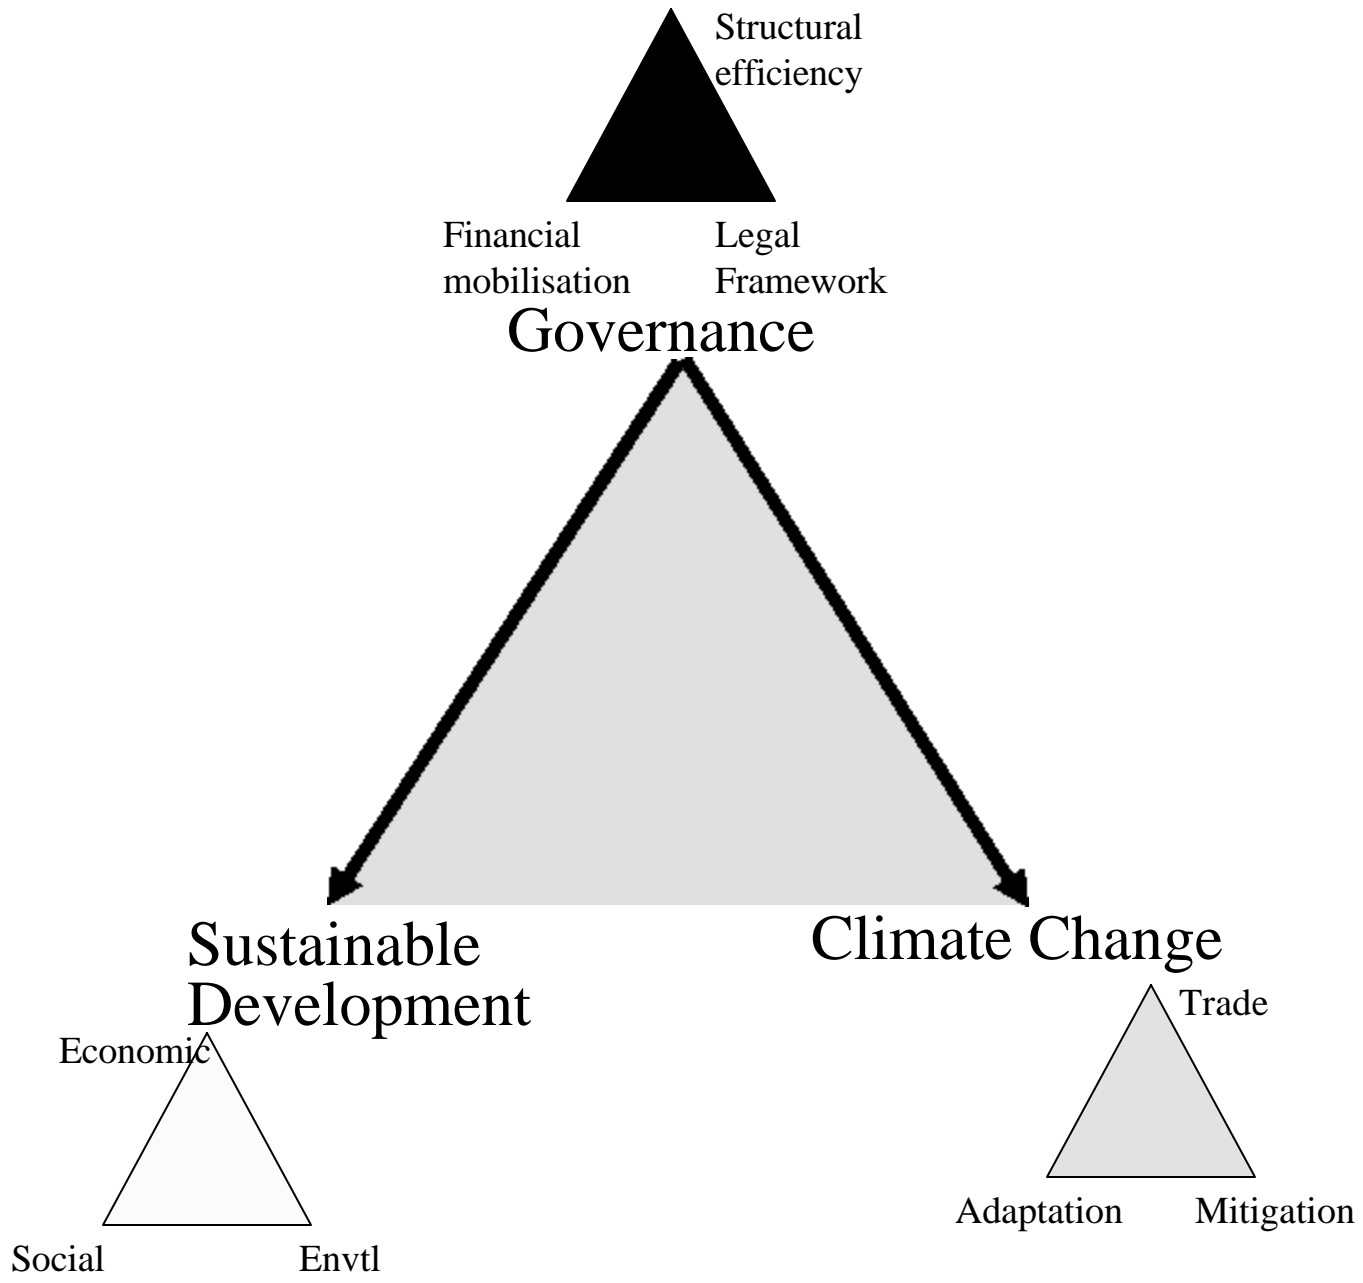 Structural
efficiency
Financial
mobilisation
Legal
Framework
Governance
Sustainable
Development
Climate Change
Economic
Social
Envtl
Trade
Adaptation
Mitigation